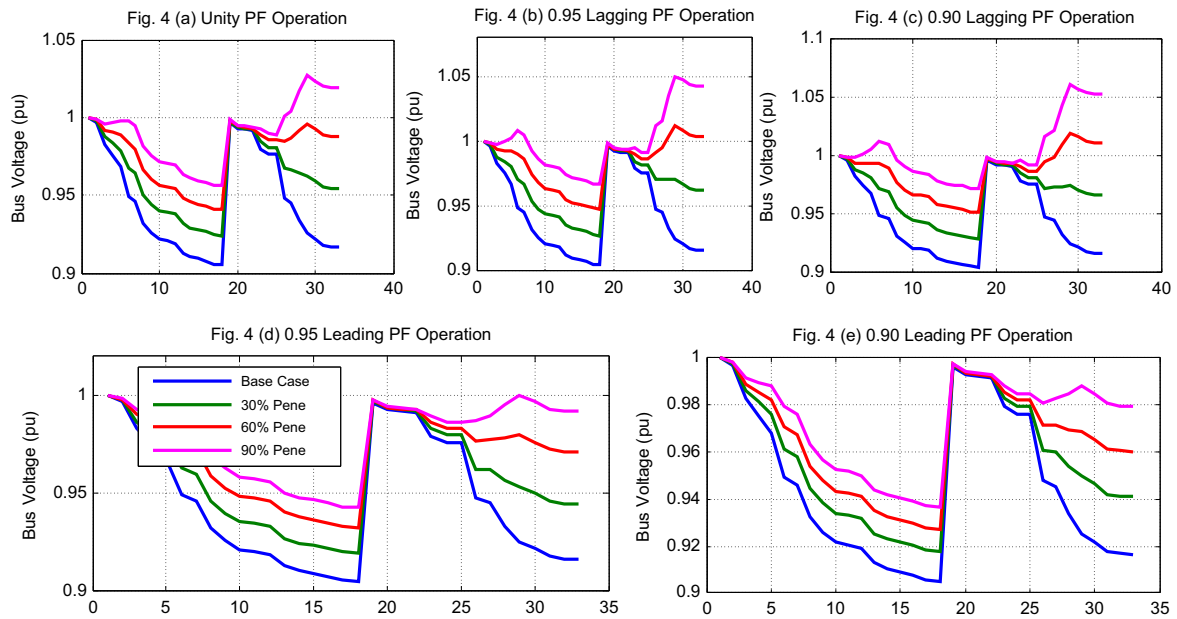 Fig. 4 (a) Unity PF Operation
Bus Voltage (pu)
1.05
1
0.95
0.9
0 10 20 30 40
Fig. 4 (b) 0.95 Lagging PF Operation
Bus Voltage (pu)
1.05
1
0.95
0.9
0 10 20 30 40
Fig. 4 (c) 0.90 Lagging PF Operation
Bus Voltage (pu)
1.1
1.05
1
0.95
0.9
0 10 20 30 40
Fig. 4 (d) 0.95 Leading PF Operation
Bus Voltage (pu)
1
0.95
0.9
0 5 10 15 20 25 30 35
Base Case
30% Pene
60% Pene
90% Pene
Fig. 4 (e) 0.90 Leading PF Operation
Bus Voltage (pu)
1
0.98
0.96
0.94
0.92
0.9
0 5 10 15 20 25 30 35